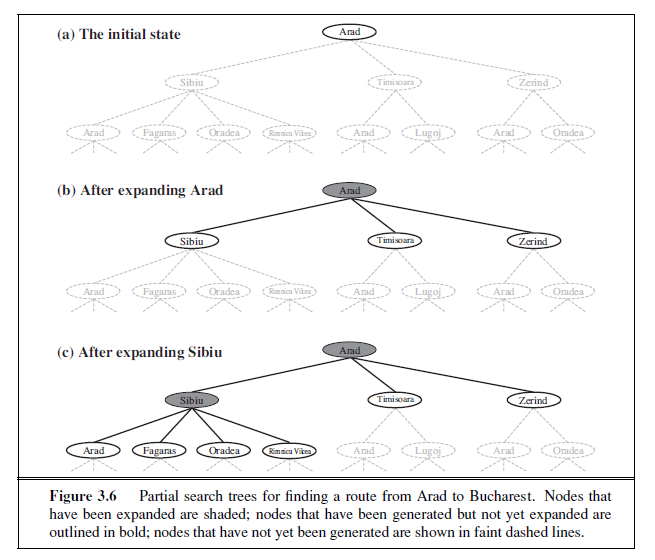 (a) The initial state
Arad
Sibiu Timisoara Zerind
Arad Fagaras Oradea Rimnicu Vilcea Arad Lugoj Arad Oradea
(b) After expanding Arad
Arad
Sibiu Timisoara Zerind
Arad Fagaras Oradea Rimnicu Vilcea Arad Lugoj Arad Oradea
(c) After expanding Sibiu
Arad
Sibiu Timisoara Zerind
Arad Fagaras Oradea Rimnicu Vilcea Arad Lugoj Arad Oradea
Figure 3.6 Partial search trees for finding a route from Arad to Bucharest. Nodes that
have been expanded are shaded; nodes that have been generated but not yet expanded are
outlined in bold; nodes that have not yet been generated are shown in faint dashed lines.